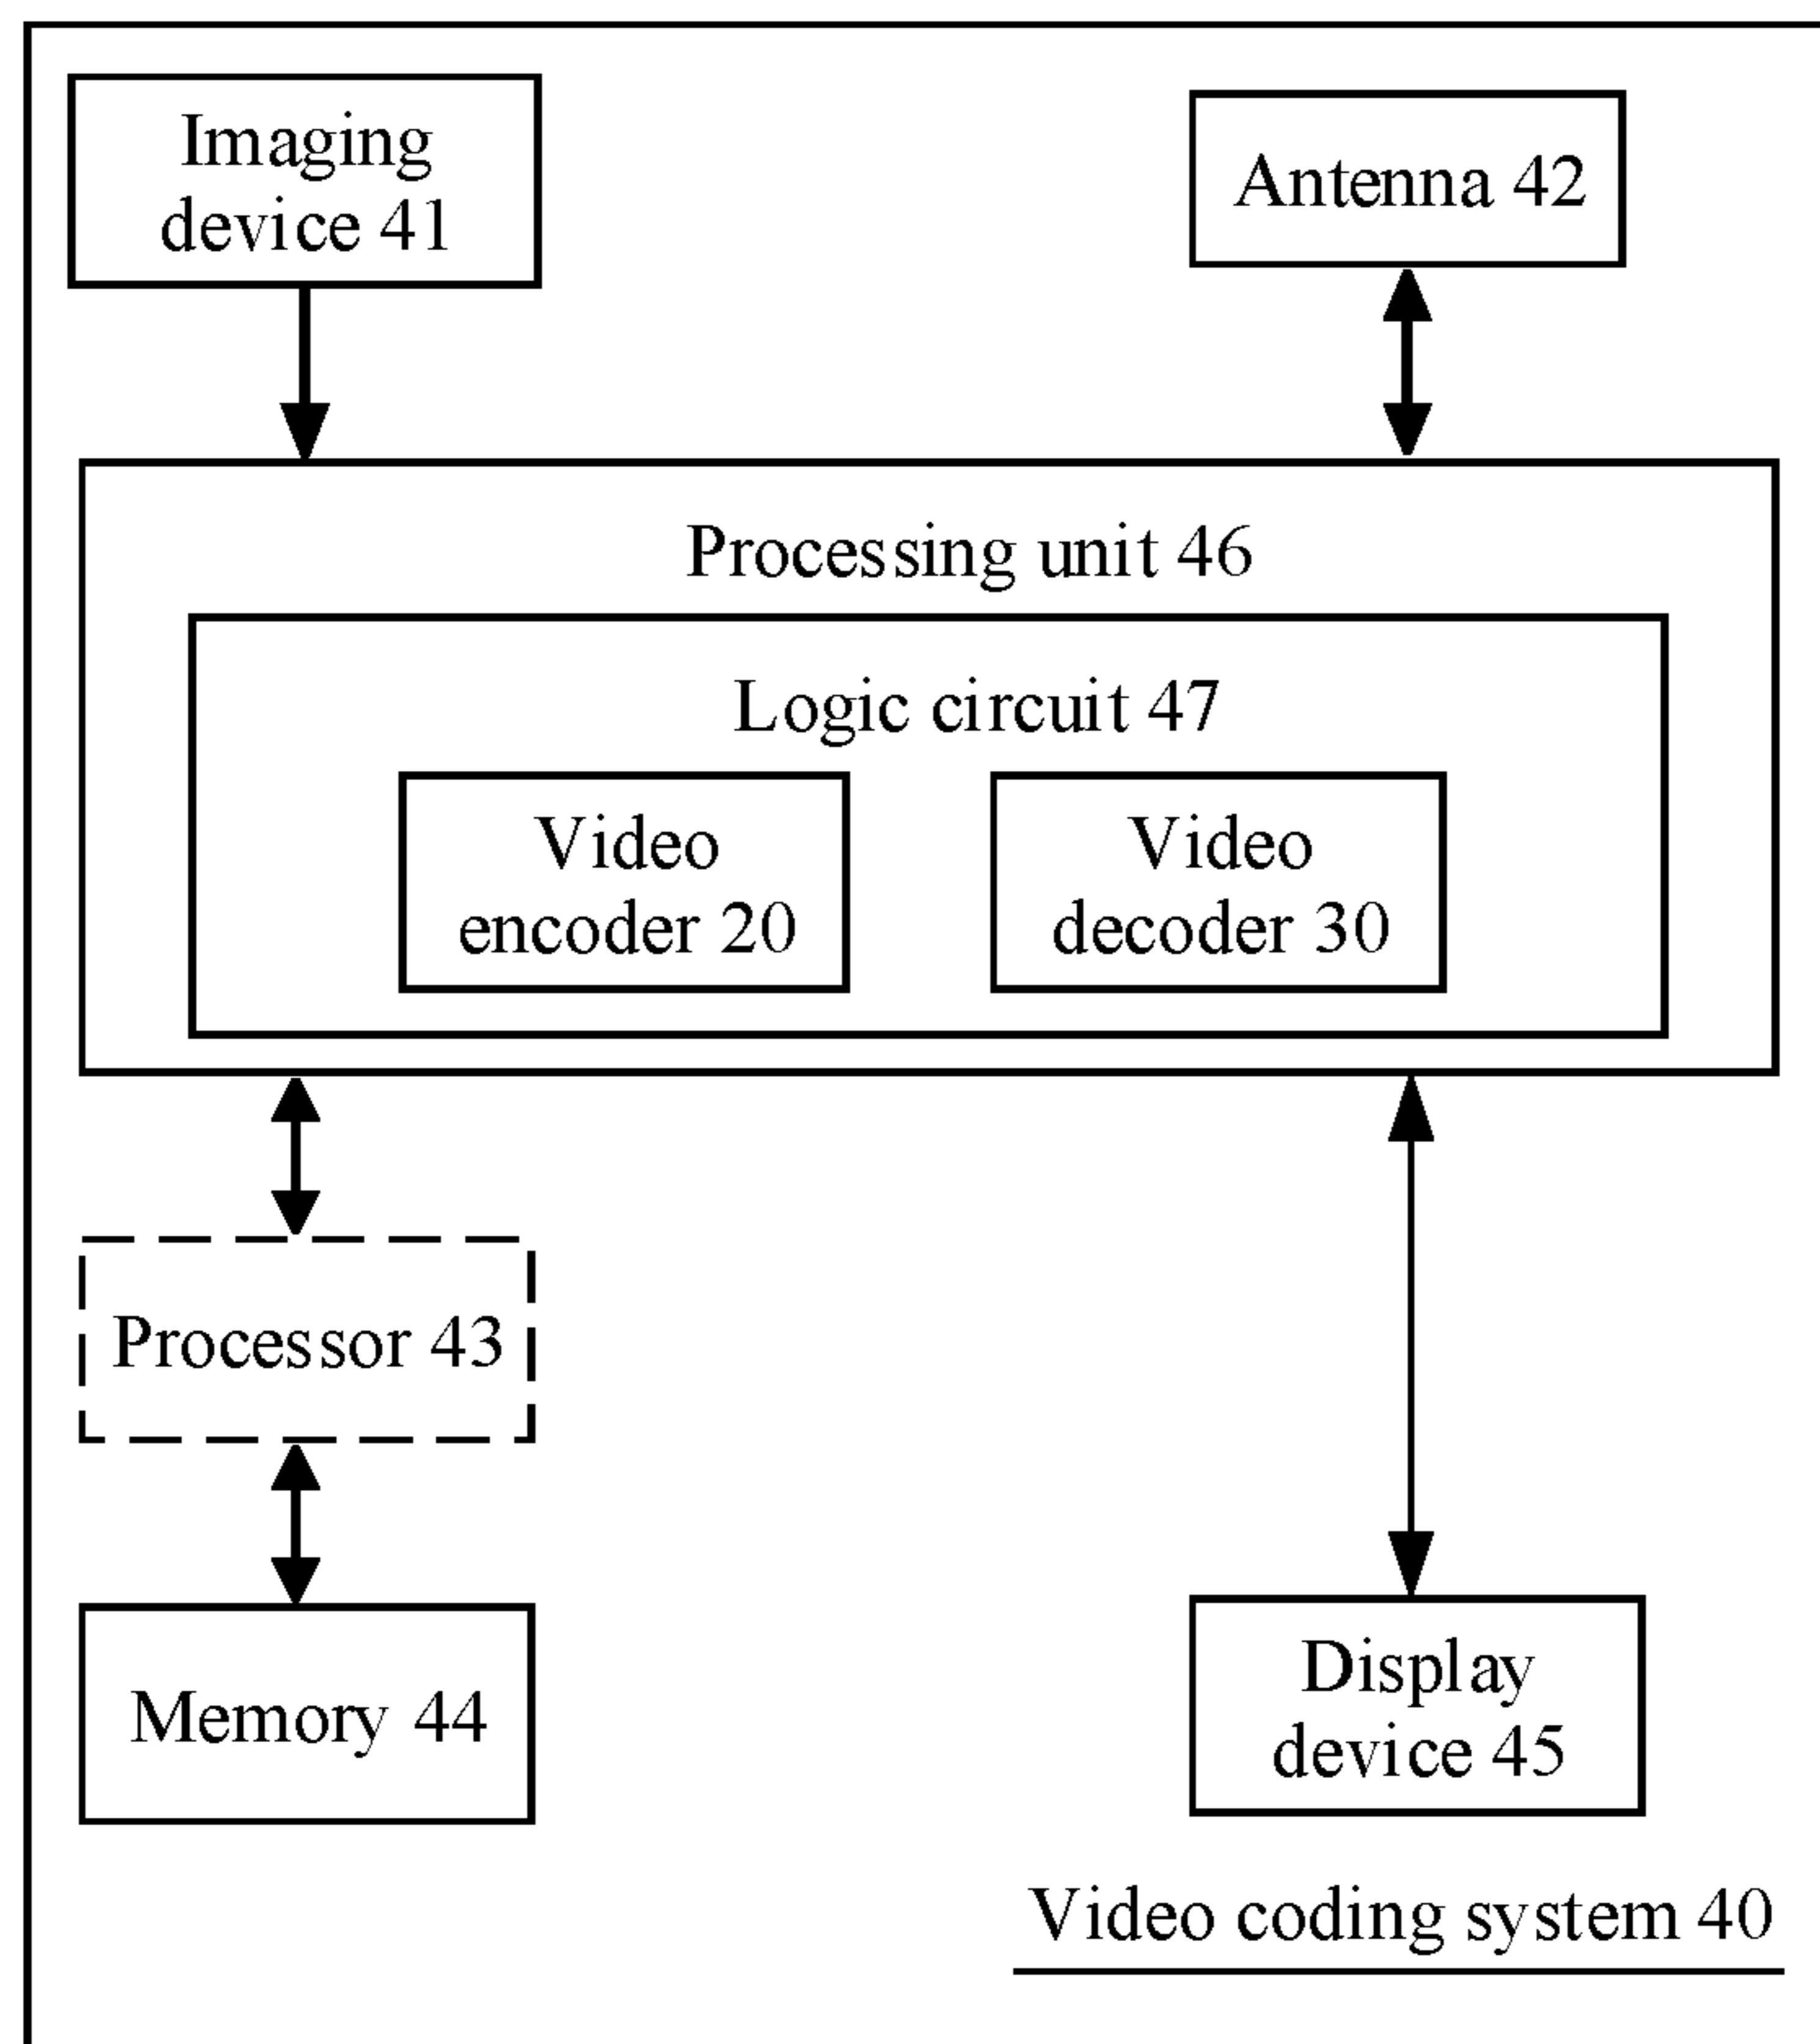 Imaging
device 41
Antenna 42
Processing unit 46
Logic circuit 47
Video
encoder 20
Video
decoder 30
Processor 43
Memory 44
Display
device 45
Video coding system 40